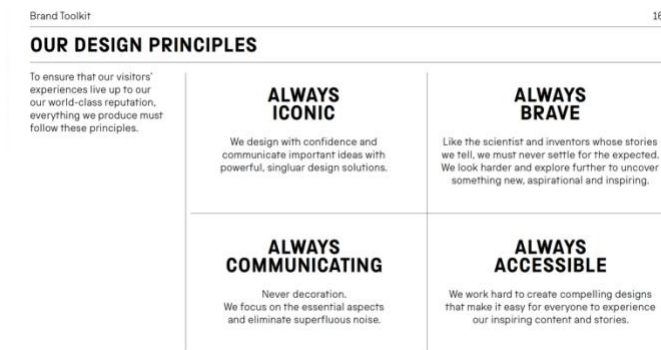 Brand Toolkit
16
OUR DESIGN PRINCIPLES
To ensure that our visitors'
experiences live up to our
our world-class reputation,
everything we produce must
follow these principles.
ALWAYS
ICONIC
We design with confidence and
communicate important ideas with
powerful, singluar design solutions.
ALWAYS
BRAVE
Like the scientist and inventors whose stories
we tell, we must never settle for the expected.
We look harder and explore further to uncover
something new, aspirational and inspiring.
ALWAYS
COMMUNICATING
Never decoration.
We focus on the essential aspects
and eliminate superfluous noise.
ALWAYS
ACCESSIBLE
We work hard to create compelling designs
that make it easy for everyone to experience
our inspiring content and stories.